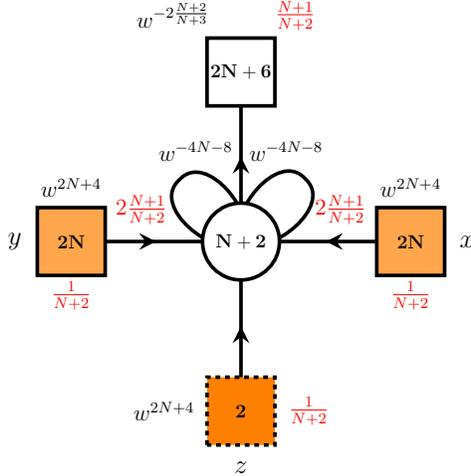 w^{-2\frac{N+2}{N+3}}
\frac{N+1}{N+2}
2N + 6
w^{-4N-8}
w^{-4N-8}
w^{2N+4}
2\frac{N+1}{N+2}
2\frac{N+1}{N+2}
w^{2N+4}
y
2N
N + 2
2N
x
\frac{1}{N+2}
\frac{1}{N+2}
w^{2N+4}
2
\frac{1}{N+2}
z